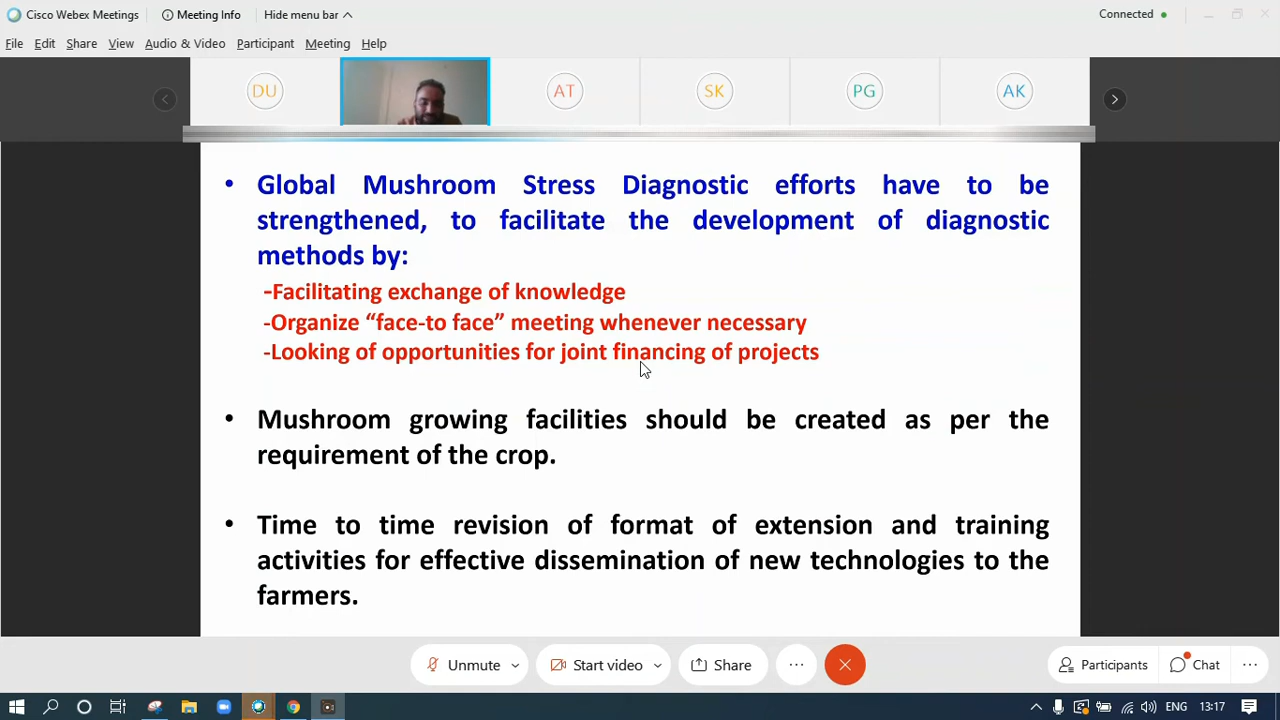 Cisco Webex Meetings
Meeting Info
Hide menu bar
Connected
File Edit Share View Audio & Video Participant Meeting Help
DU AT SK PG AK
• Global Mushroom Stress Diagnostic efforts have to be
strengthened, to facilitate the development of diagnostic
methods by:
-Facilitating exchange of knowledge
-Organize “face-to face” meeting whenever necessary
-Looking of opportunities for joint financing of projects
• Mushroom growing facilities should be created as per the
requirement of the crop.
• Time to time revision of format of extension and training
activities for effective dissemination of new technologies to the
farmers.
Unmute Start video Share Participants Chat
ENG 13:17